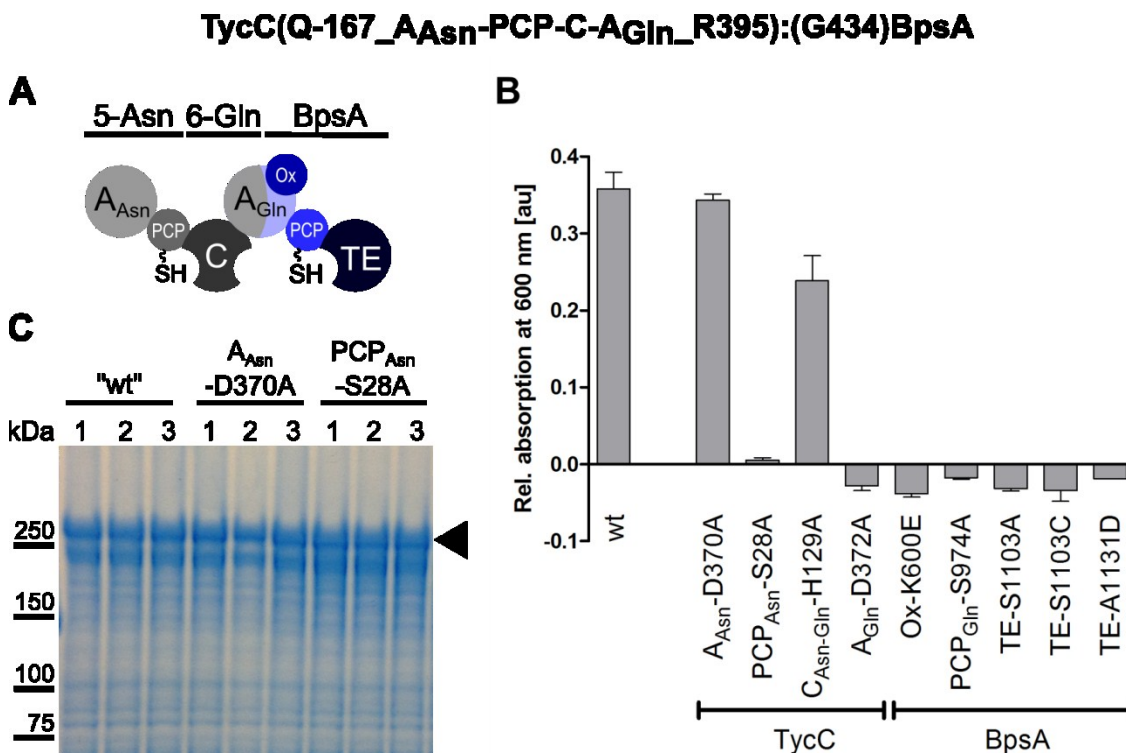 TycC(Q-167_AAsn-PCP-C-AGln_R395):(G434)BpsA
A
5-Asn 6-Gln BpsA
Ox
AAsn AGln
PCP PCP
C TE
SH SH
B
Rel. absorption at 600 nm [au]
0.4
0.3
0.2
0.1
0.0
-0.1
wt
AAsn-D370A
PCPAsn-S28A
CAsn-Gln-H129A
AGln-D372A
Ox-K600E
PCPGln-S974A
TE-S1103A
TE-S1103C
TE-A1131D
TycC BpsA
C
"wt" AAsn PCPAsn
-D370A -S28A
kDa 1 2 3 1 2 3 1 2 3
250
150
100
75